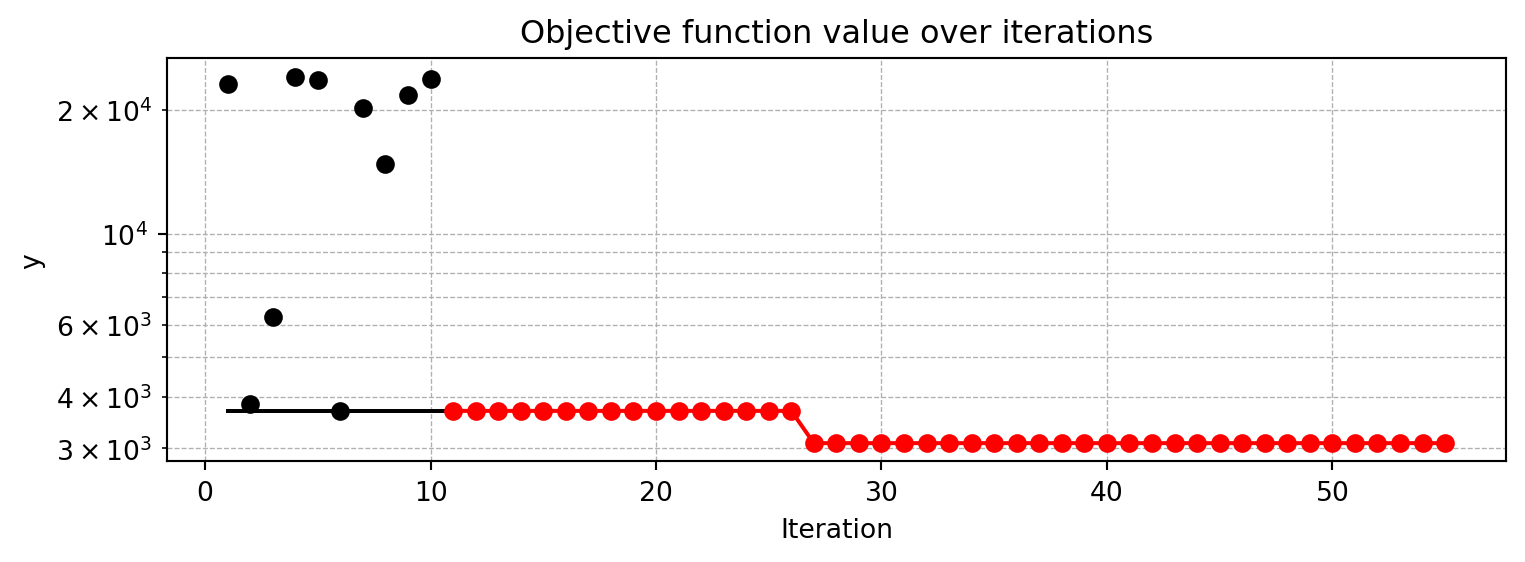 Objective function value over iterations
y
2 × 10⁴
10⁴
6 × 10³
4 × 10³
3 × 10³
0 10 20 30 40 50
Iteration